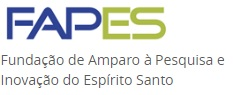 FAPES
Fundação de Amparo à Pesquisa e
Inovação do Espírito Santo